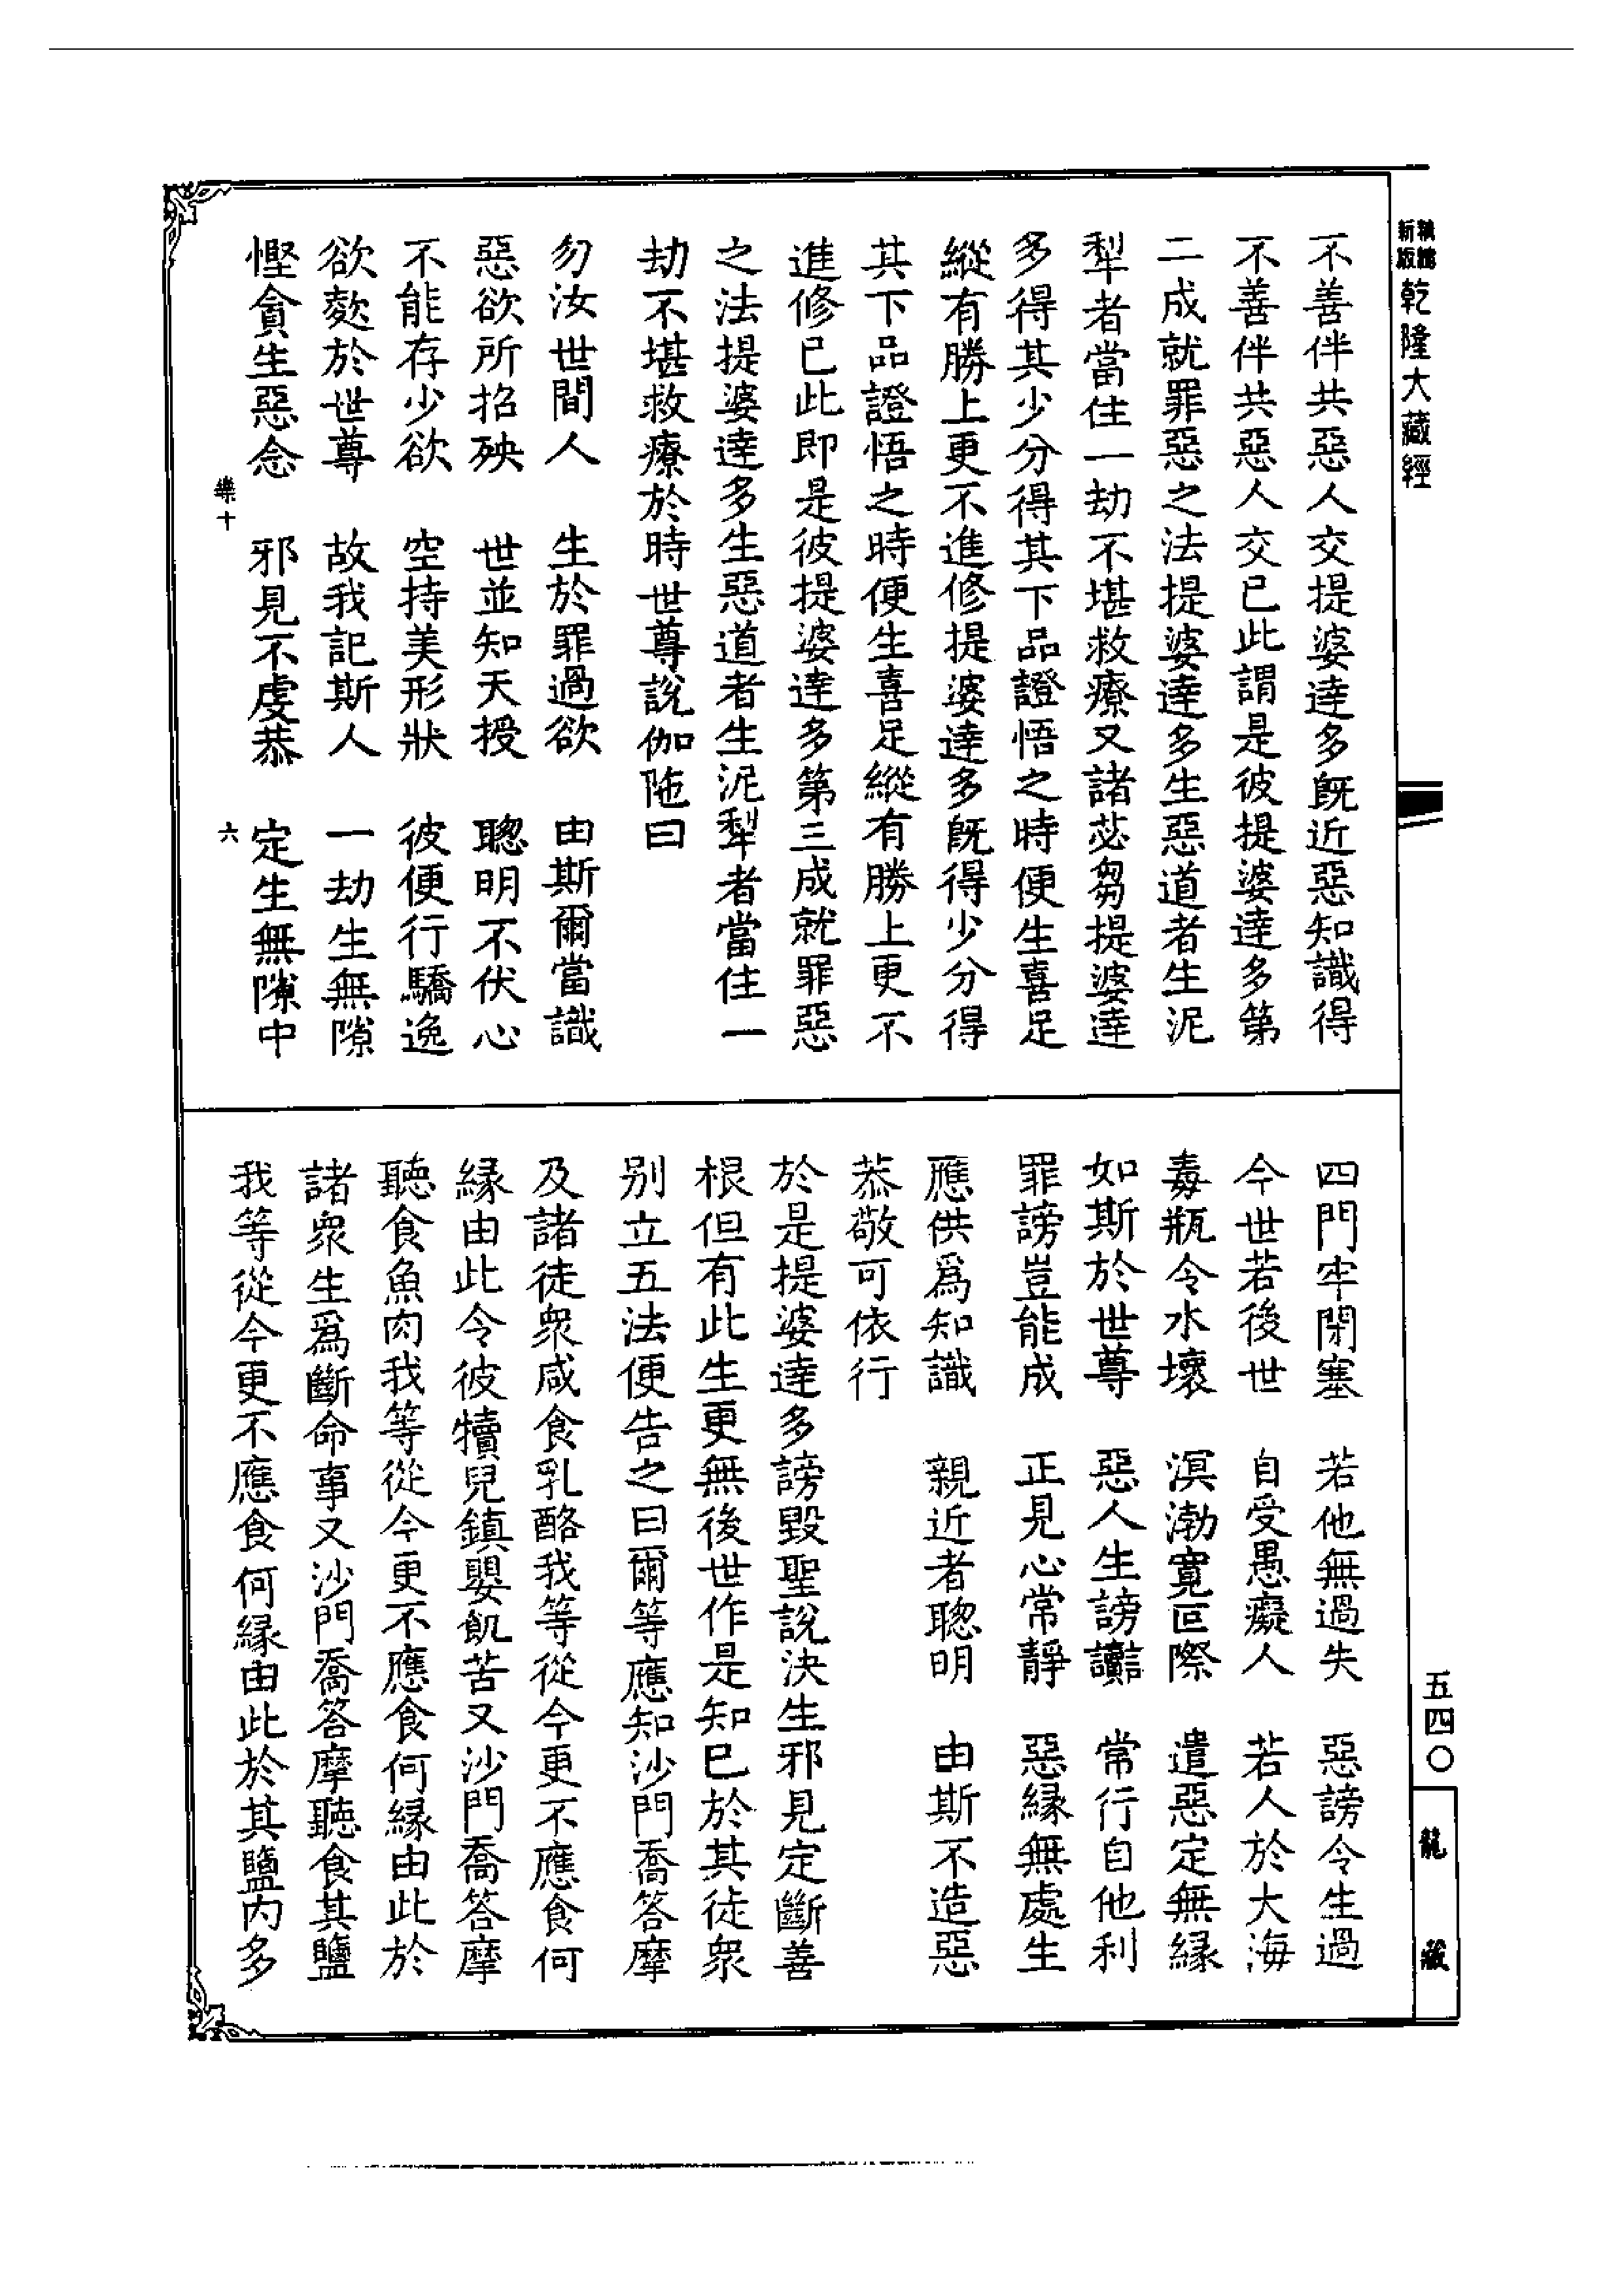 新版
乾隆大藏經
不善伴共惡人交提婆達多既近惡知識得
不善伴共惡人交已此謂是彼提婆達多第
二成就罪惡之法提婆達多生惡道者生泥
犁者當住一劫不堪救療又諸苾芻提婆達
多得其少分得其下品證悟之時便生喜足
縱有勝上更不進修提婆達多既得少分得
其下品證悟之時便生喜足縱有勝上更不
進修已此即是彼提婆達多第三成就罪惡
之法提婆達多生惡道者生泥犁者當住一
劫不堪救療於時世尊說伽陁曰
勿汝世間人　生於罪過欲　由斯爾當識
惡欲所招殃　世並知天授　聰明不伏心
不能存少欲　空持美形狀　彼便行驕逸
欲欺於世尊　故我記斯人　一劫生無隙
慳貪生惡念　邪見不虔恭　定生無隙中
樂十　六
四門牢閉塞　若他無過失　惡謗令生過
今世若後世　自受愚癡人　若人於大海
毒瓶令水壞　溟渤寬叵際　遣惡定無緣
如斯於世尊　惡人生謗讟　常行自他利
罪謗豈能成　正見心常靜　惡緣無處生
應供爲知識　親近者聰明　由斯不造惡
恭敬可依行
於是提婆達多謗毀聖說決生邪見定斷善
根但有此生更無後世作是知已於其徒衆
别立五法便告之曰爾等應知沙門喬答摩
及諸徒衆咸食乳酪我等從今更不應食何
緣由此令彼犢兒鎮嬰飢苦又沙門喬答摩
聽食魚肉我等從今更不應食何緣由此於
諸衆生爲斷命事又沙門喬答摩聽食其鹽
我等從今更不應食何緣由此於其鹽内多
五四〇
龍藏